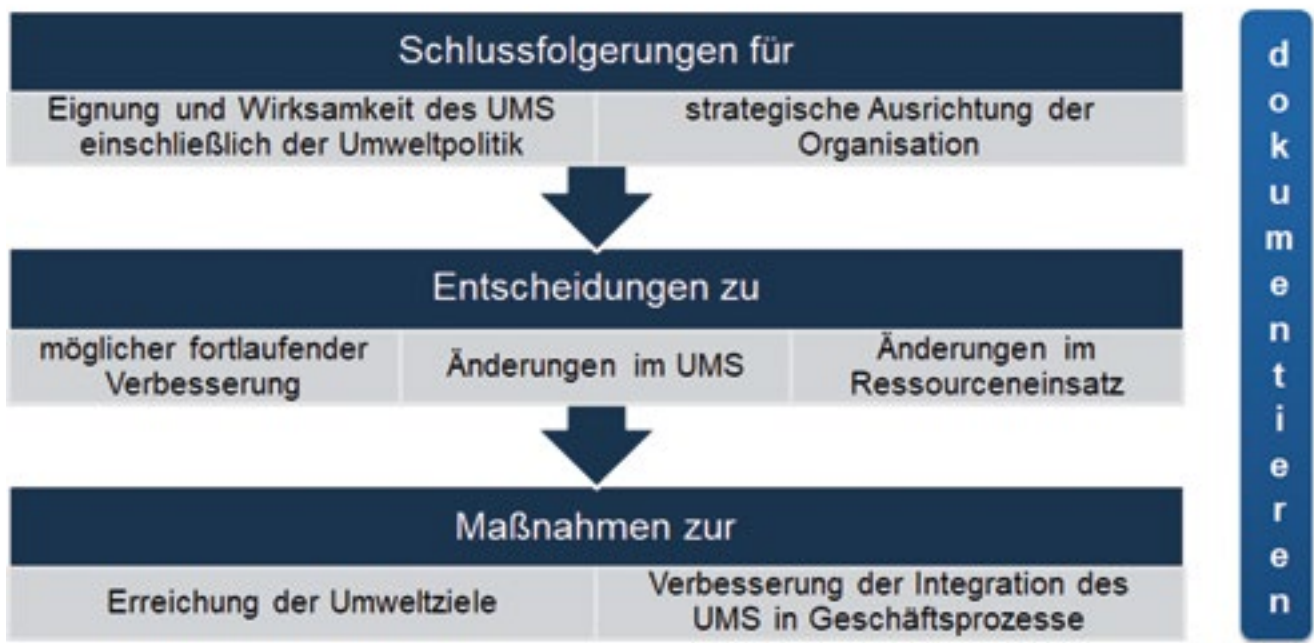 Schlussfolgerungen für
Eignung und Wirksamkeit des UMS
einschließlich der Umweltpolitik
strategische Ausrichtung der
Organisation
Entscheidungen zu
möglicher fortlaufender
Verbesserung
Änderungen im UMS
Änderungen im
Ressourceneinsatz
Maßnahmen zur
Erreichung der Umweltziele
Verbesserung der Integration des
UMS in Geschäftsprozesse
dokumentieren